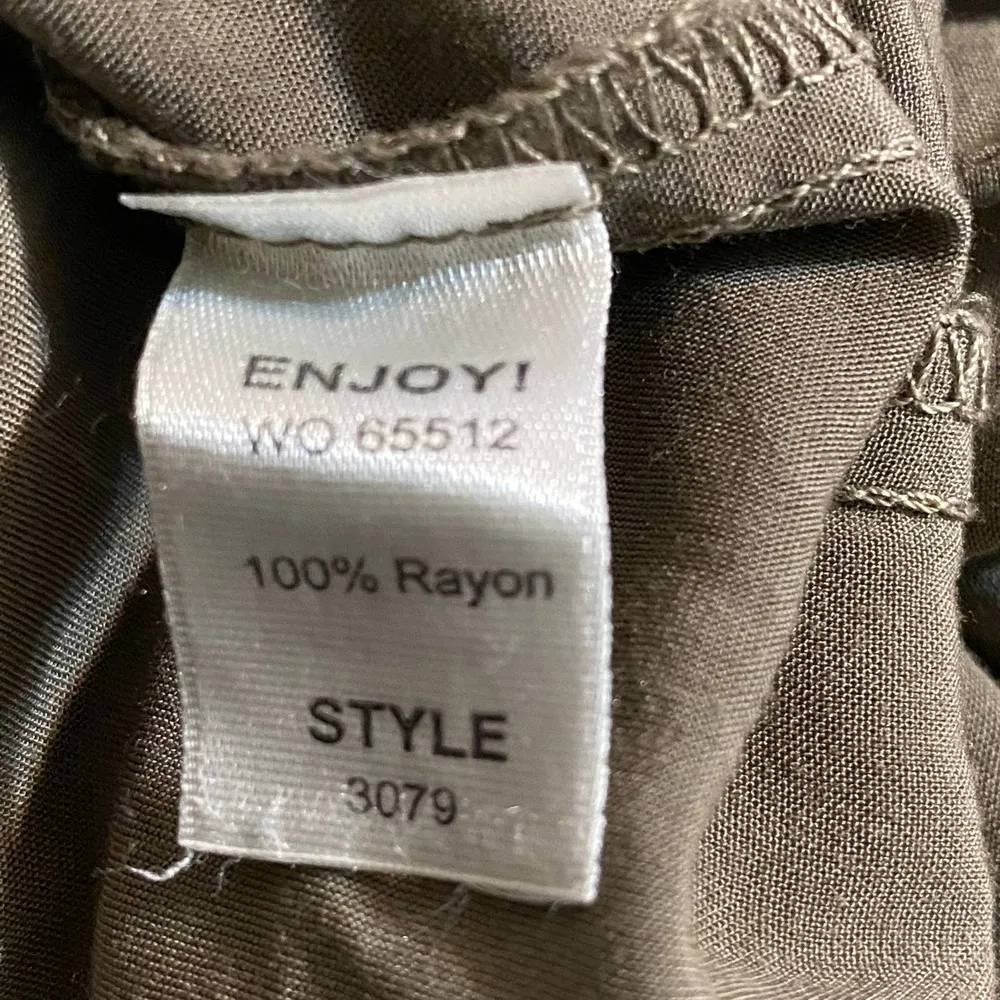 ENJOY!
WO 65512
100% Rayon
STYLE
3079